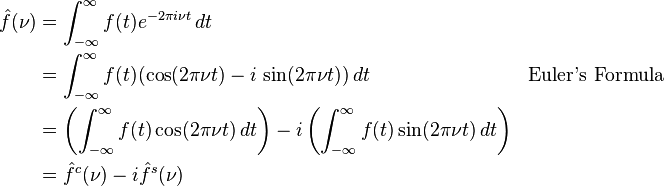 f̂(ν) = ∫_{-∞}^{∞} f(t)e^{-2πiνt} dt
= ∫_{-∞}^{∞} f(t)(cos(2πνt) − i sin(2πνt)) dt Euler's Formula
= (∫_{-∞}^{∞} f(t) cos(2πνt) dt) − i (∫_{-∞}^{∞} f(t) sin(2πνt) dt)
= f̂^c(ν) − i f̂^s(ν)